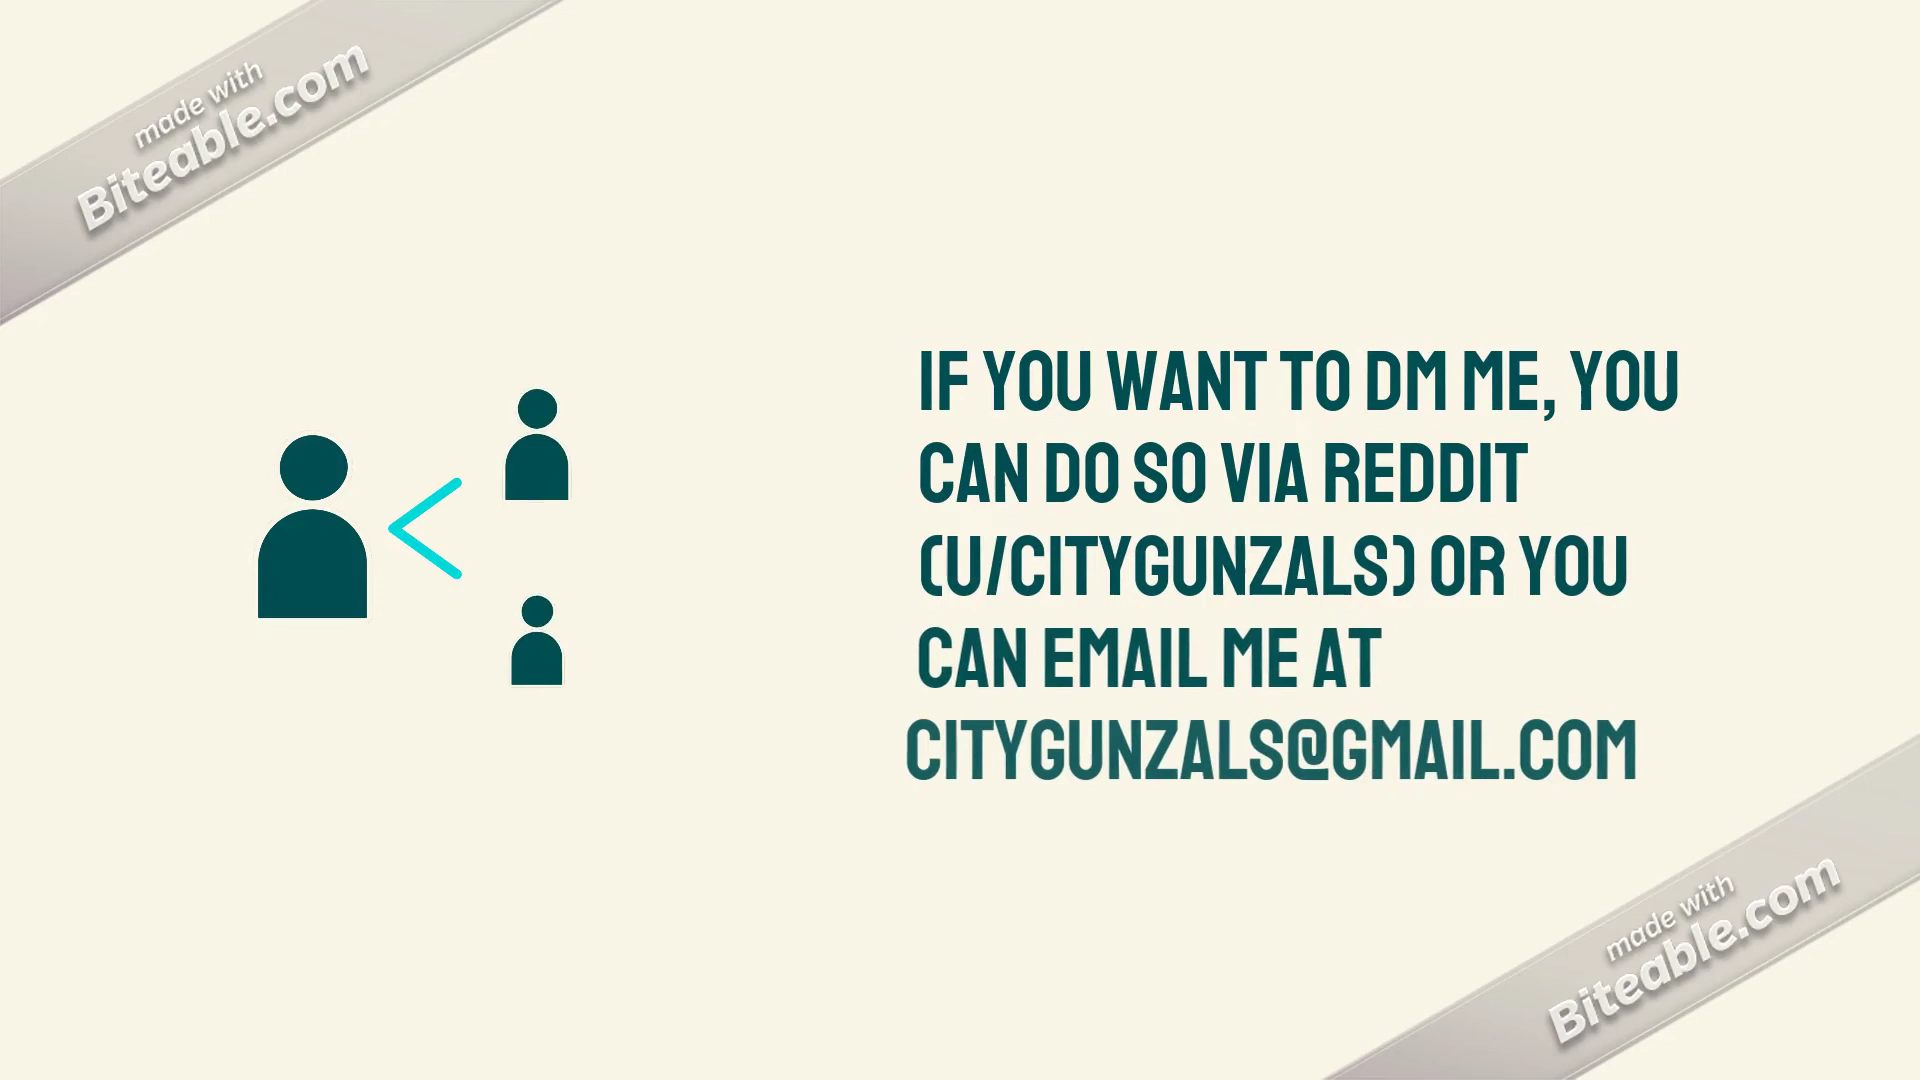 made with
Biteable.com
IF YOU WANT TO DM ME, YOU
CAN DO SO VIA REDDIT
(U/CITYGUNZALS) OR YOU
CAN EMAIL ME AT
CITYGUNZALS@GMAIL.COM
made with
Biteable.com